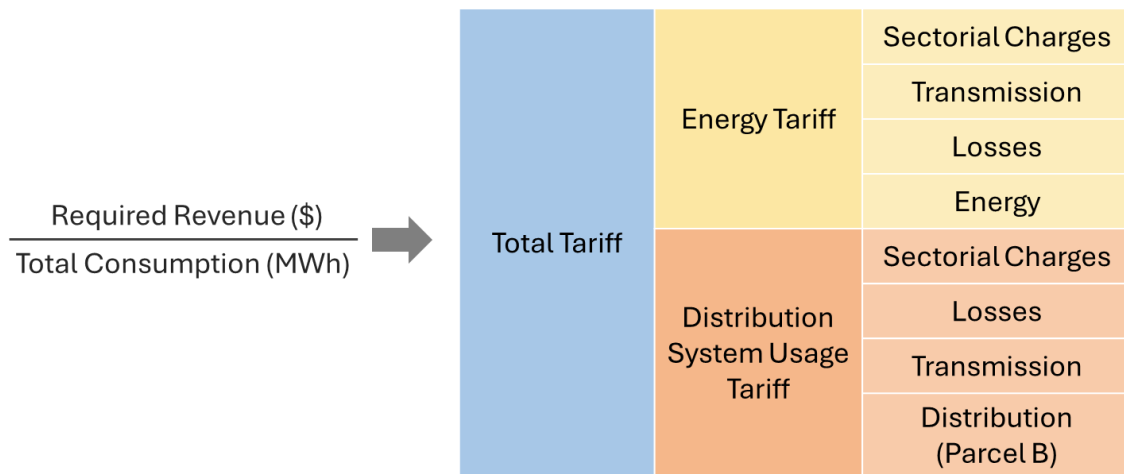 Required Revenue ($)
Total Consumption (MWh)
Total Tariff
Energy Tariff
Sectorial Charges
Transmission
Losses
Energy
Distribution
System Usage
Tariff
Sectorial Charges
Losses
Transmission
Distribution
(Parcel B)